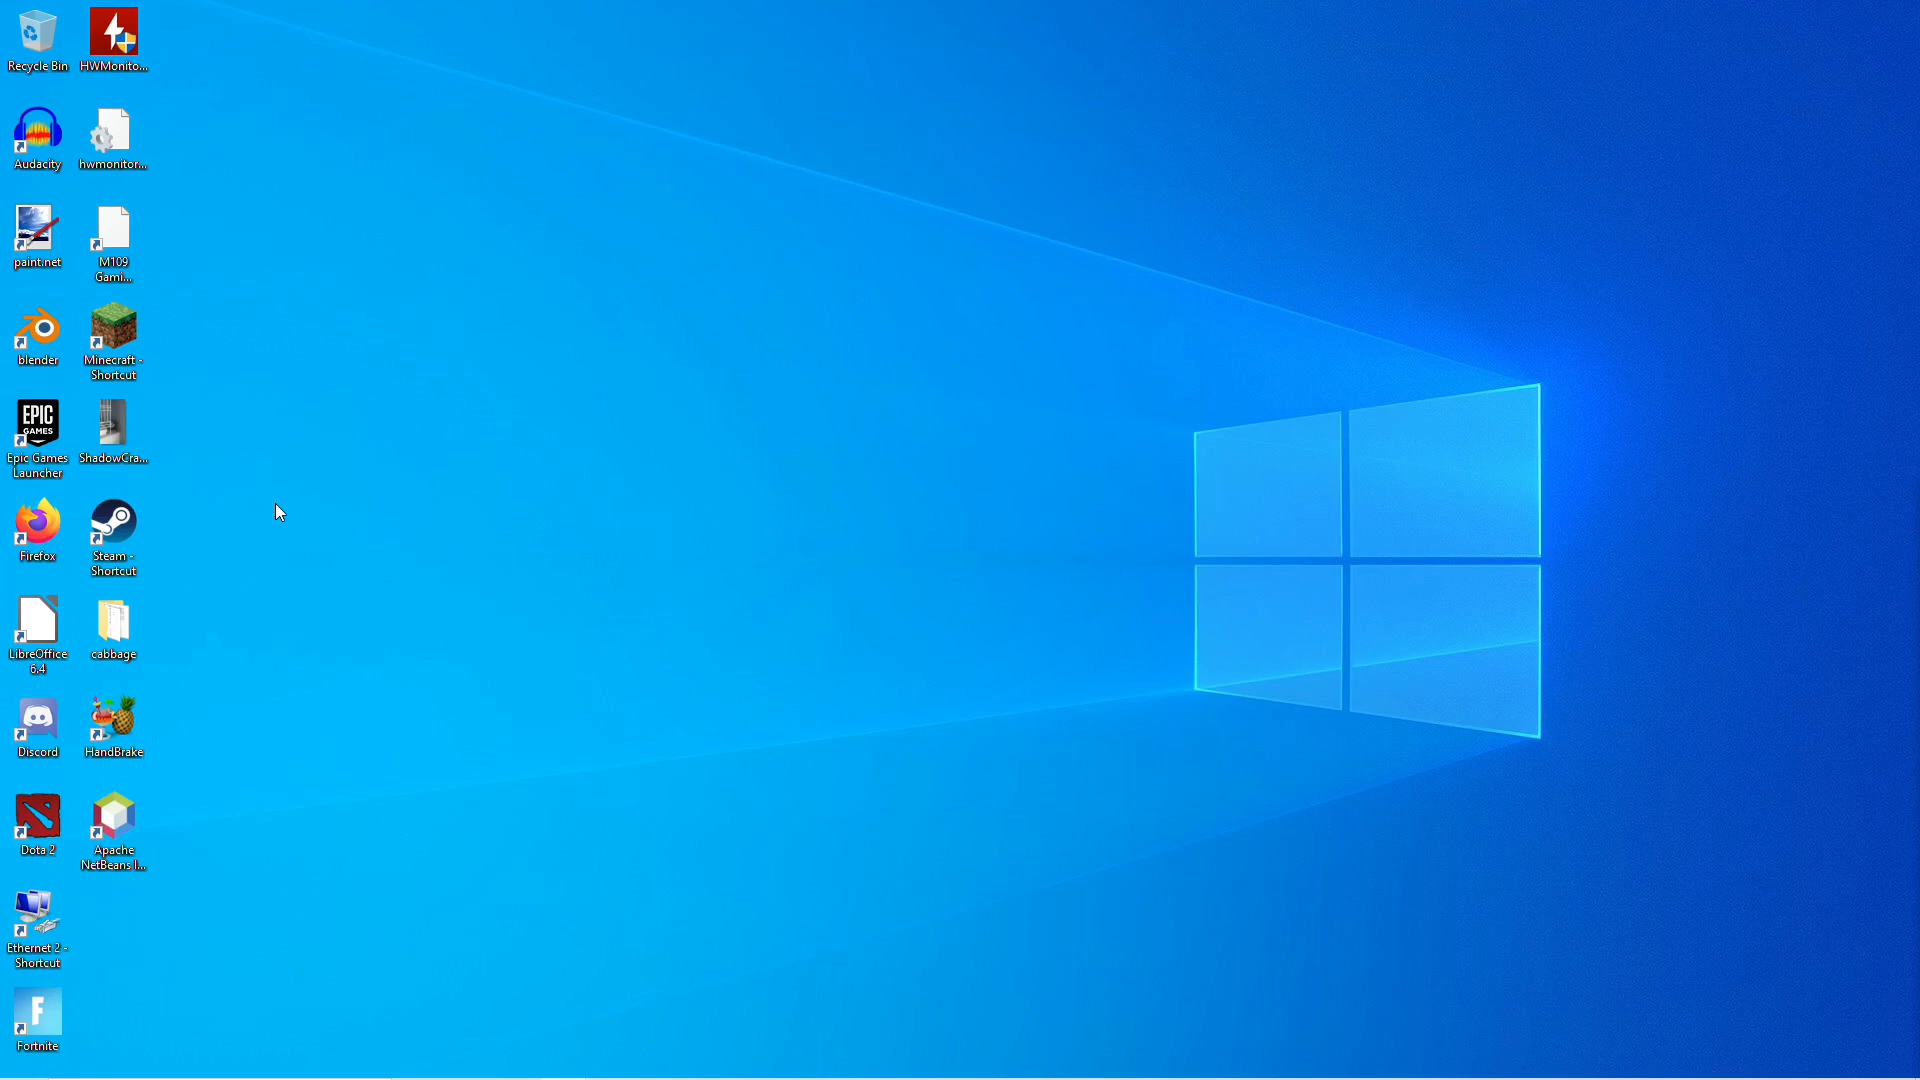 Recycle Bin
HWMonito...
Audacity
hwmonitor...
paint.net
M109
Gami...
blender
Minecraft -
Shortcut
EPIC
GAMES
Epic Games
Launcher
ShadowCra...
Firefox
Steam -
Shortcut
LibreOffice
6.4
cabbage
Discord
HandBrake
Dota 2
Apache
NetBeans I...
Ethernet 2 -
Shortcut
F
Fortnite